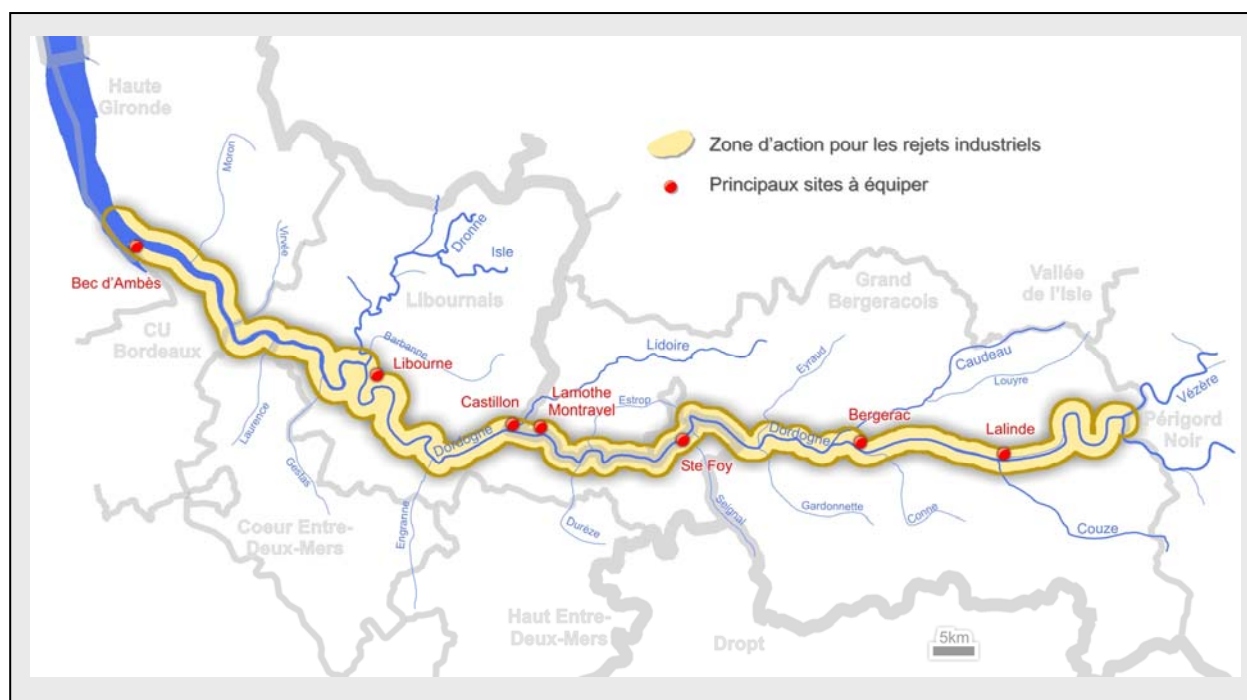 Haute
Gironde
Moron
Virvée
Bec d'Ambès
CU
Bordeaux
Laurence
Gestas
Coeur Entre-
Deux-Mers
Dronne
Isle
Libournais
Barbanne
Libourne
Zone d'action pour les rejets industriels
Principaux sites à équiper
Lidoire
Castillon
Lamothe
Montravel
Estrop
Dordogne
Engranne
Durèze
Ste Foy
Seignal
Haut Entre-
Deux-Mers
Dropt
Grand
Bergeracois
Vallée
de l'Isle
Eyraud
Caudeau
Louyre
Bergerac
Dordogne
Gardonnette
Conne
Lalinde
Couze
Vézère
Périgord
Noir
5km